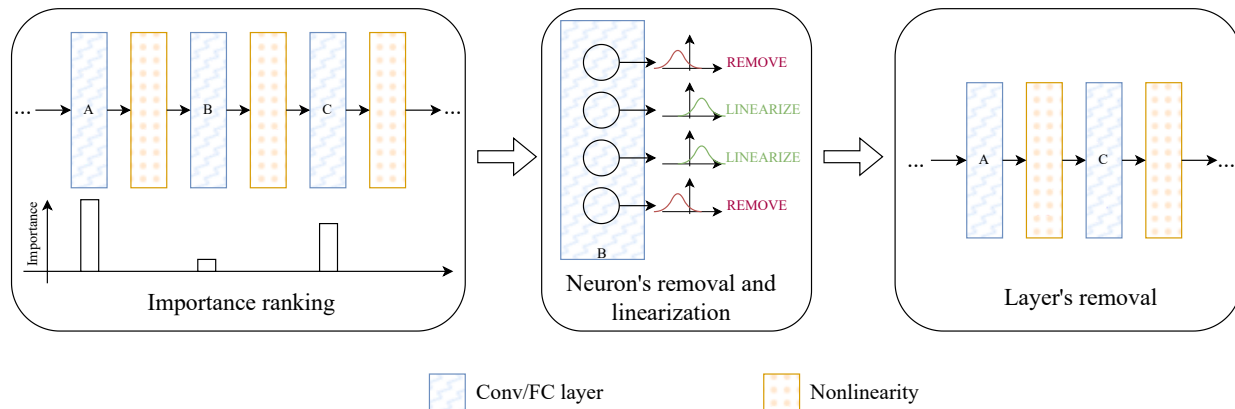 ... A B C ...
Importance
Importance ranking
REMOVE
LINEARIZE
LINEARIZE
REMOVE
B
Neuron's removal and
linearization
... A C ...
Layer's removal
Conv/FC layer
Nonlinearity